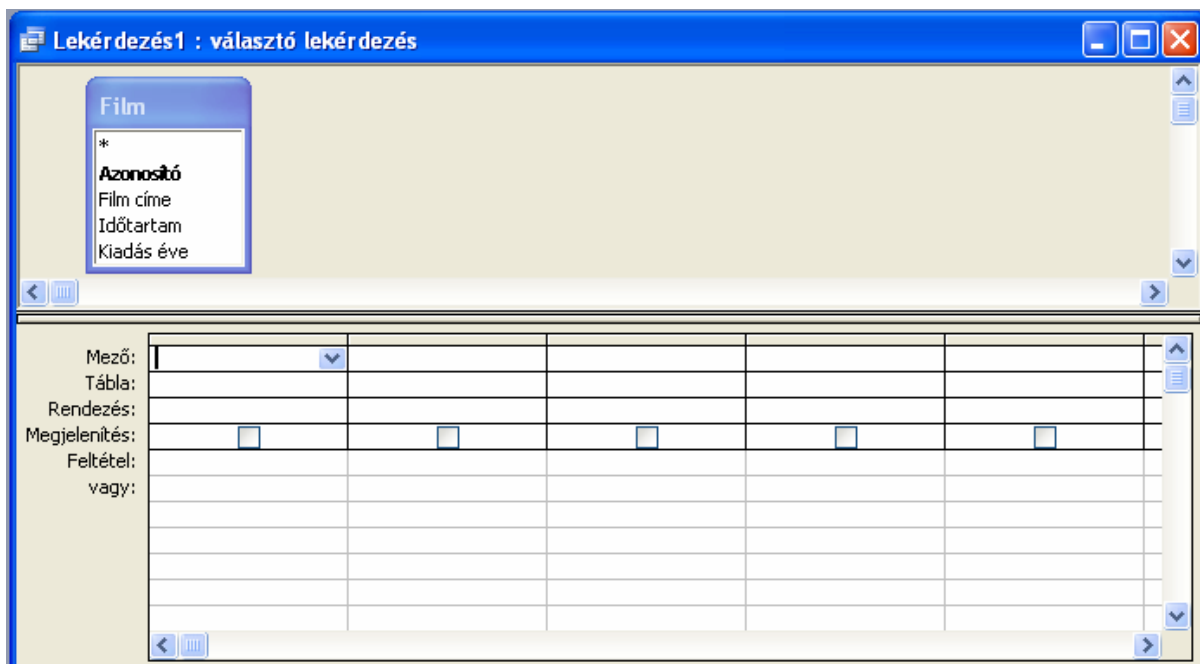 Lekérdezés1 : választó lekérdezés
Film
*
Azonosító
Film címe
Időtartam
Kiadás éve
Mező:
Tábla:
Rendezés:
Megjelenítés:
Feltétel:
vagy: